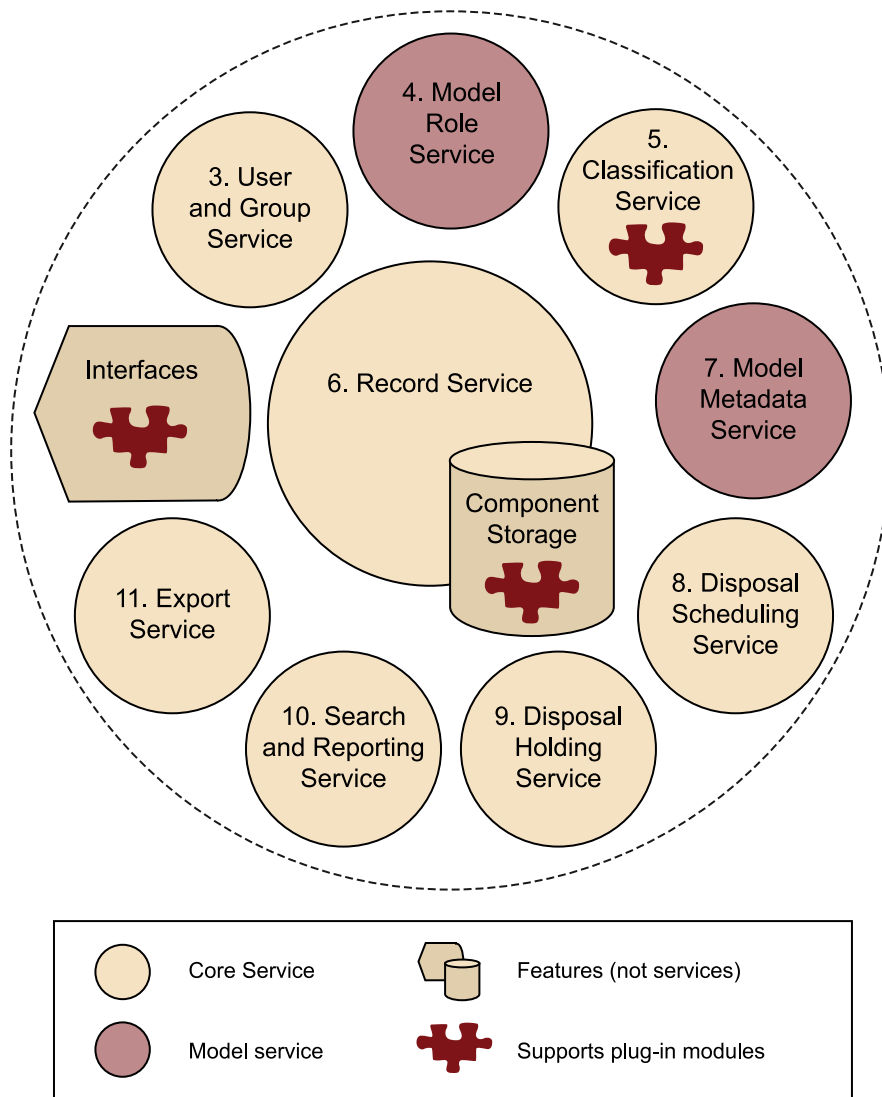 4. Model
Role
Service
5.
Classification
Service
3. User
and Group
Service
Interfaces
6. Record Service
7. Model
Metadata
Service
Component
Storage
8. Disposal
Scheduling
Service
11. Export
Service
10. Search
and Reporting
Service
9. Disposal
Holding
Service
Core Service
Features (not services)
Model service
Supports plug-in modules